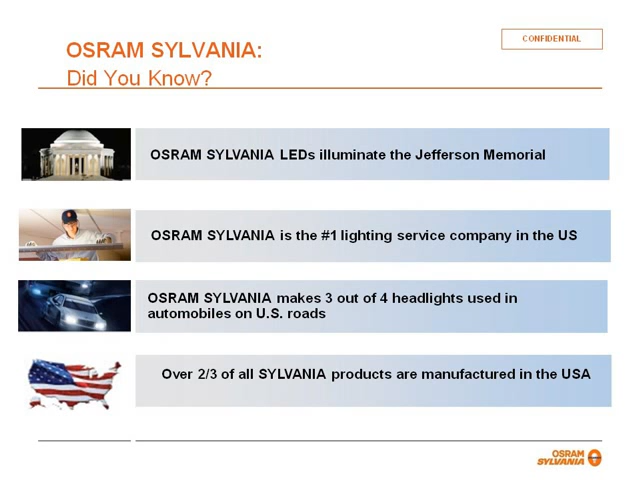 CONFIDENTIAL
OSRAM SYLVANIA:
Did You Know?
OSRAM SYLVANIA LEDs illuminate the Jefferson Memorial
OSRAM SYLVANIA is the #1 lighting service company in the US
OSRAM SYLVANIA makes 3 out of 4 headlights used in
automobiles on U.S. roads
Over 2/3 of all SYLVANIA products are manufactured in the USA
OSRAM
SYLVANIA